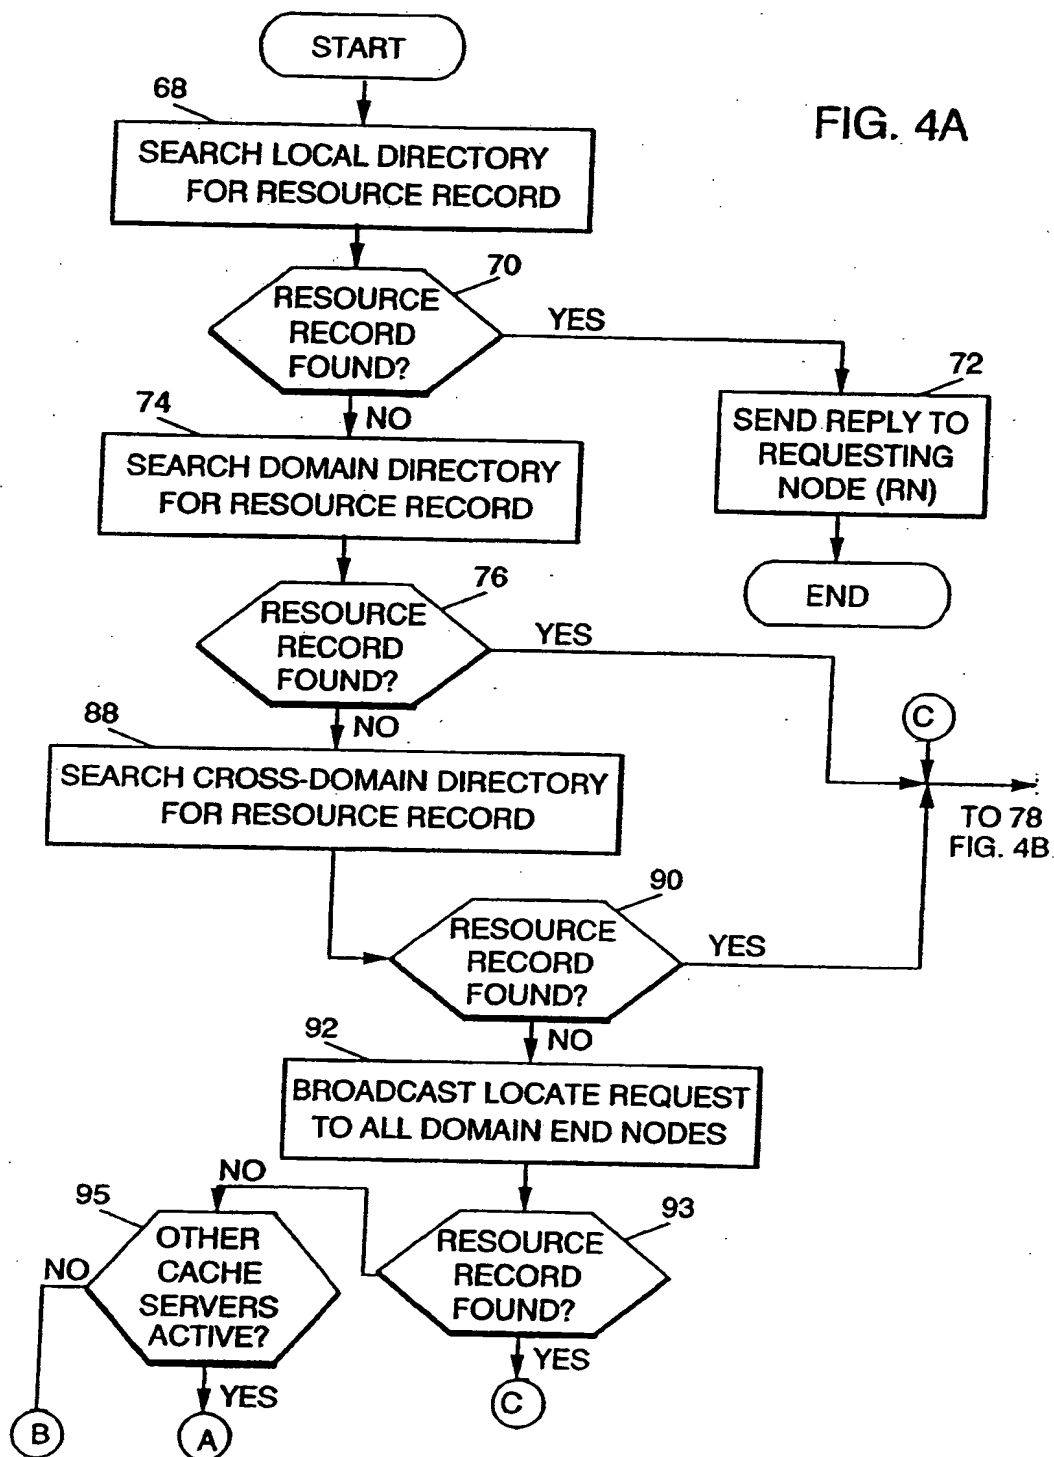 START
68
FIG. 4A
SEARCH LOCAL DIRECTORY
FOR RESOURCE RECORD
70
RESOURCE
RECORD
FOUND?
YES
NO
72
SEND REPLY TO
REQUESTING
NODE (RN)
END
74
SEARCH DOMAIN DIRECTORY
FOR RESOURCE RECORD
76
RESOURCE
RECORD
FOUND?
YES
NO
C
TO 78
FIG. 4B
88
SEARCH CROSS-DOMAIN DIRECTORY
FOR RESOURCE RECORD
90
RESOURCE
RECORD
FOUND?
YES
NO
92
BROADCAST LOCATE REQUEST
TO ALL DOMAIN END NODES
93
RESOURCE
RECORD
FOUND?
NO
YES
C
95
OTHER
CACHE
SERVERS
ACTIVE?
NO
YES
B
A